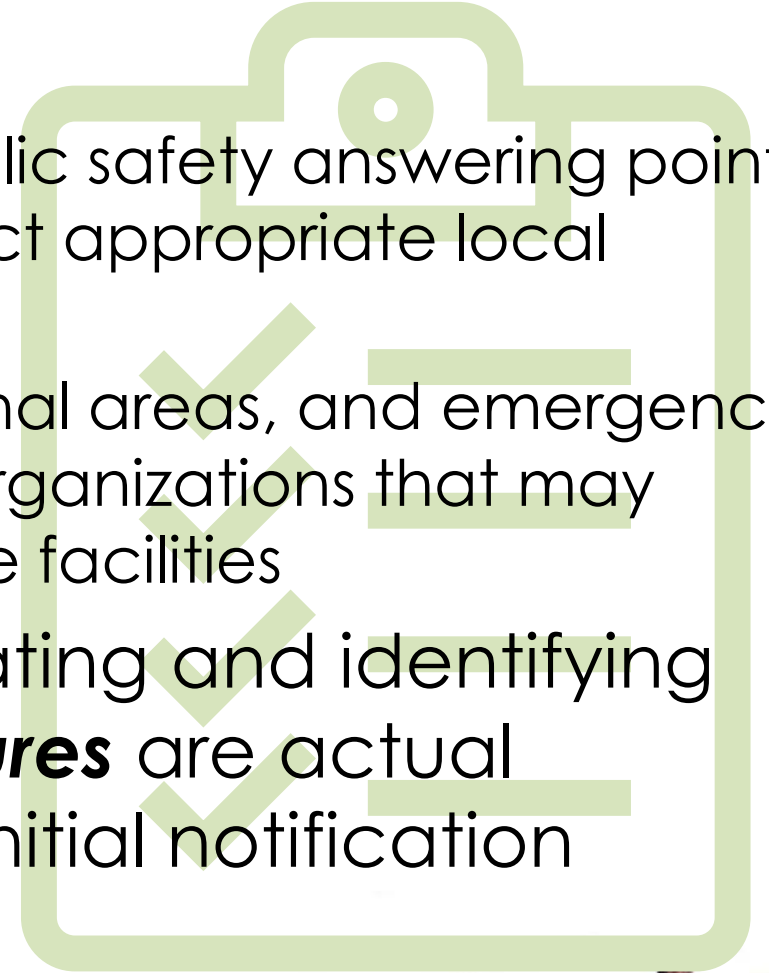 lic safety answering point
ct appropriate local
nal areas, and emergenc
rganizations that may
e facilities
ating and identifying
ures are actual
nitial notification